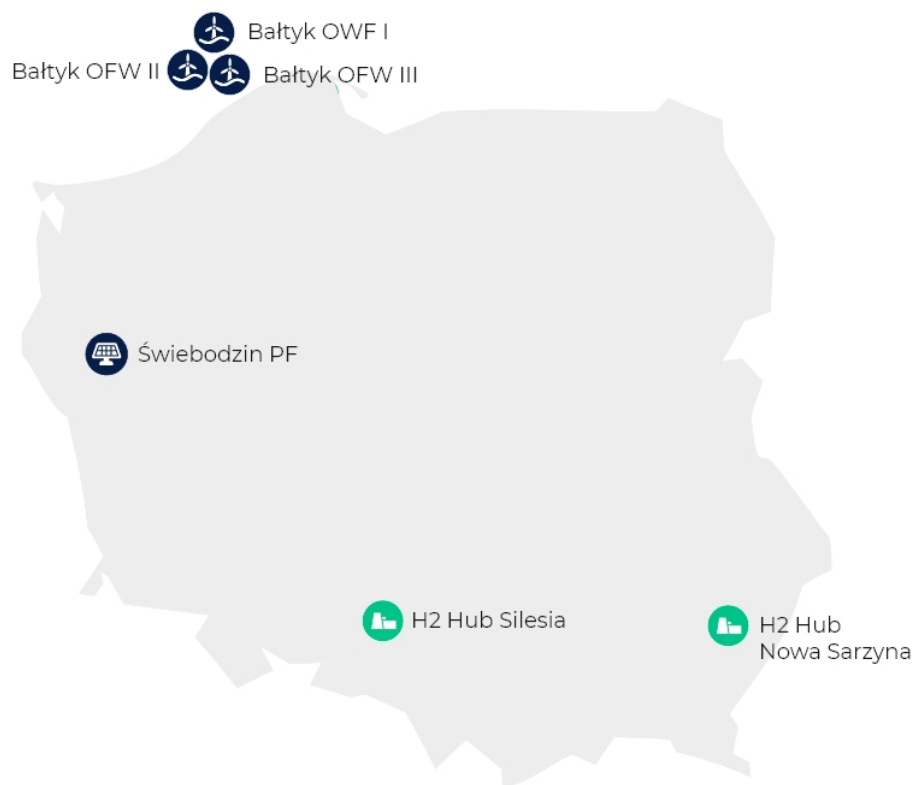 Bałtyk OWF I
Bałtyk OFW II
Bałtyk OFW III
Świebodzin PF
H2 Hub Silesia
H2 Hub
Nowa Sarzyna